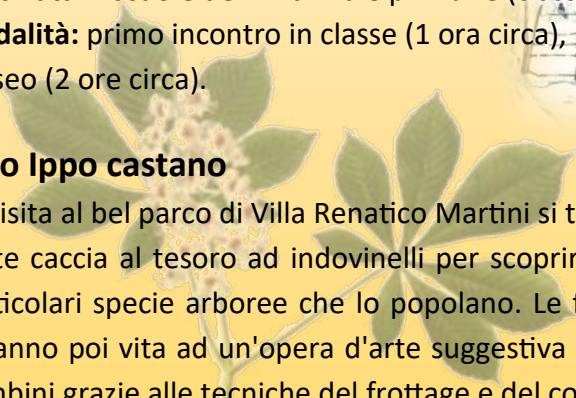 dalità: primo incontro in classe (1 ora circa),
seo (2 ore circa).
o Ippo castano
isita al bel parco di Villa Renatico Martini si t
te caccia al tesoro ad indovinelli per scoprir
ticolari specie arboree che lo popolano. Le f
anno poi vita ad un'opera d'arte suggestiva
mbini grazie alle tecniche del frottage e del co